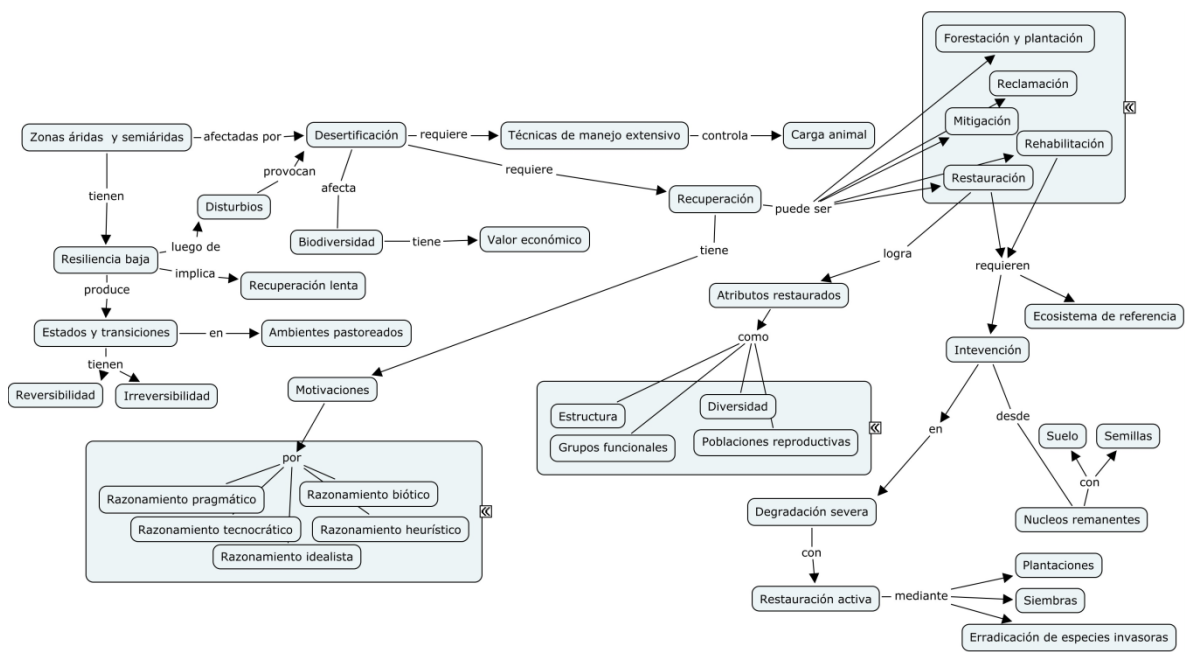 Forestación y plantación
Reclamación
Mitigación
Rehabilitación
Restauración
Zonas áridas y semiáridas
afectadas por
Desertificación
requiere
Técnicas de manejo extensivo
controla
Carga animal
requiere
provocan
afecta
tienen
Disturbios
Recuperación
puede ser
luego de
Biodiversidad
tiene
Valor económico
tiene
logra
requieren
Resiliencia baja
implica
Recuperación lenta
produce
Atributos restaurados
Ecosistema de referencia
Estados y transiciones
en
Ambientes pastoreados
como
Intevención
tienen
Reversibilidad
Irreversibilidad
Motivaciones
Estructura
Diversidad
Grupos funcionales
Poblaciones reproductivas
en
desde
Suelo
Semillas
por
con
Razonamiento pragmático
Razonamiento biótico
Razonamiento tecnocrático
Razonamiento heurístico
Razonamiento idealista
Degradación severa
Nucleos remanentes
con
Restauración activa
mediante
Plantaciones
Siembras
Erradicación de especies invasoras